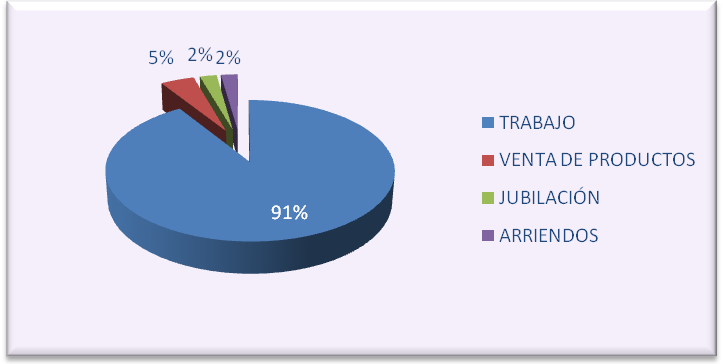 5%
2%
2%
91%
TRABAJO
VENTA DE PRODUCTOS
JUBILACIÓN
ARRIENDOS